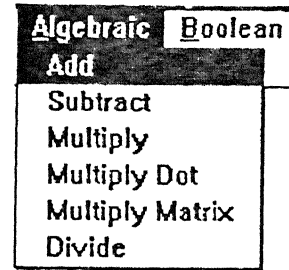 Algebraic Boolean
Add
Subtract
Multiply
Multiply Dot
Multiply Matrix
Divide